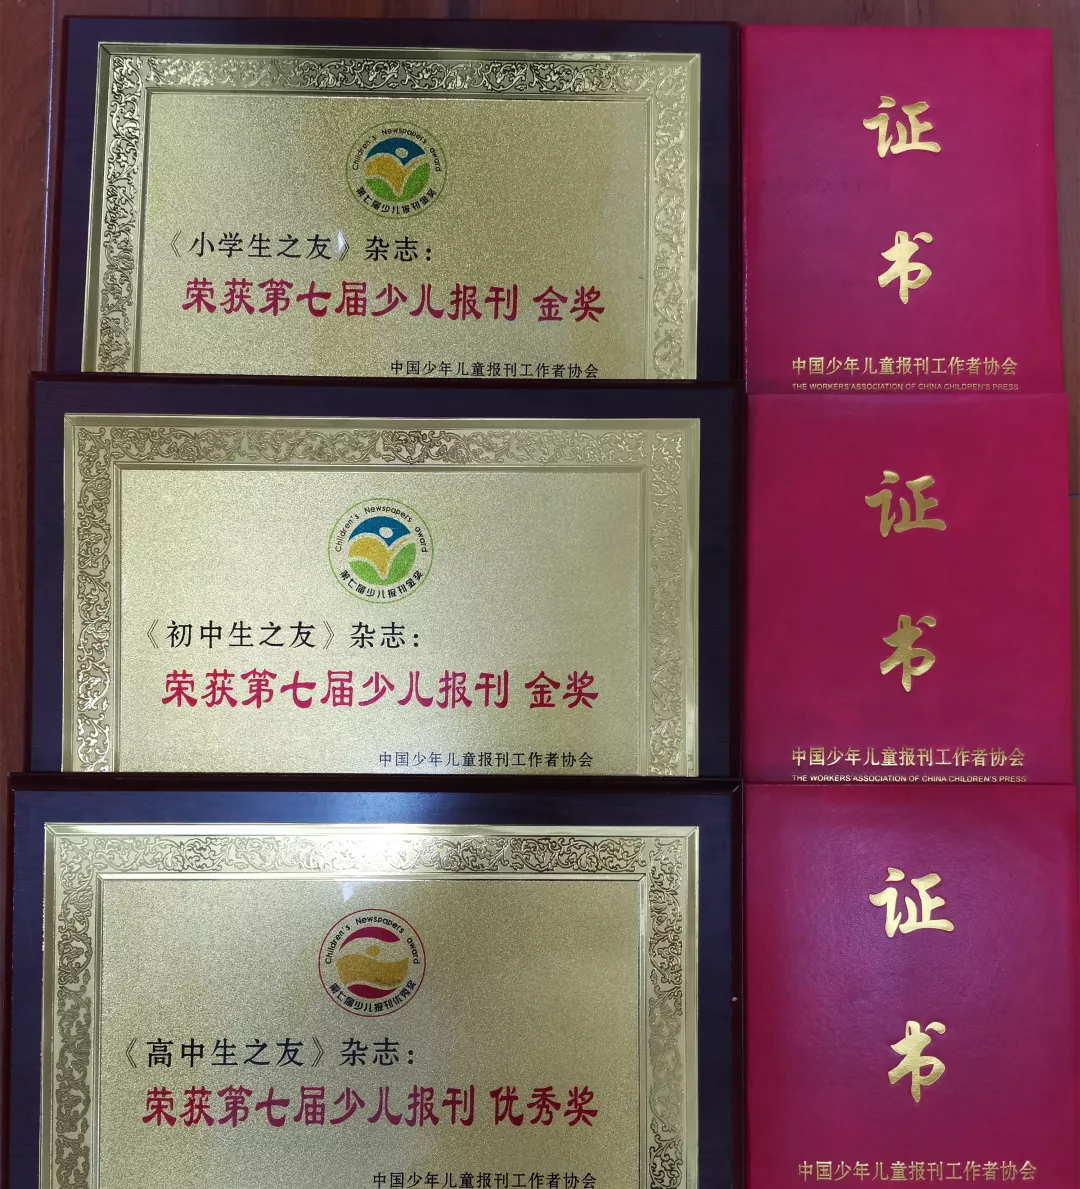 Children's Newspapers award
第七届少儿报刊金奖
《小学生之友》杂志：
荣获第七届少儿报刊 金奖
中国少年儿童报刊工作者协会
证
书
中国少年儿童报刊工作者协会
THE WORKERS'ASSOCIATION OF CHINA CHILDREN'S PRESS
Children's Newspapers award
第七届少儿报刊金奖
《初中生之友》杂志：
荣获第七届少儿报刊 金奖
中国少年儿童报刊工作者协会
证
书
中国少年儿童报刊工作者协会
THE WORKERS'ASSOCIATION OF CHINA CHILDREN'S PRESS
Children's Newspapers award
第七届少儿报刊优秀奖
《高中生之友》杂志：
荣获第七届少儿报刊 优秀奖
中国少年儿童报刊工作者协会
证
书
中国少年儿童报刊工作者协会